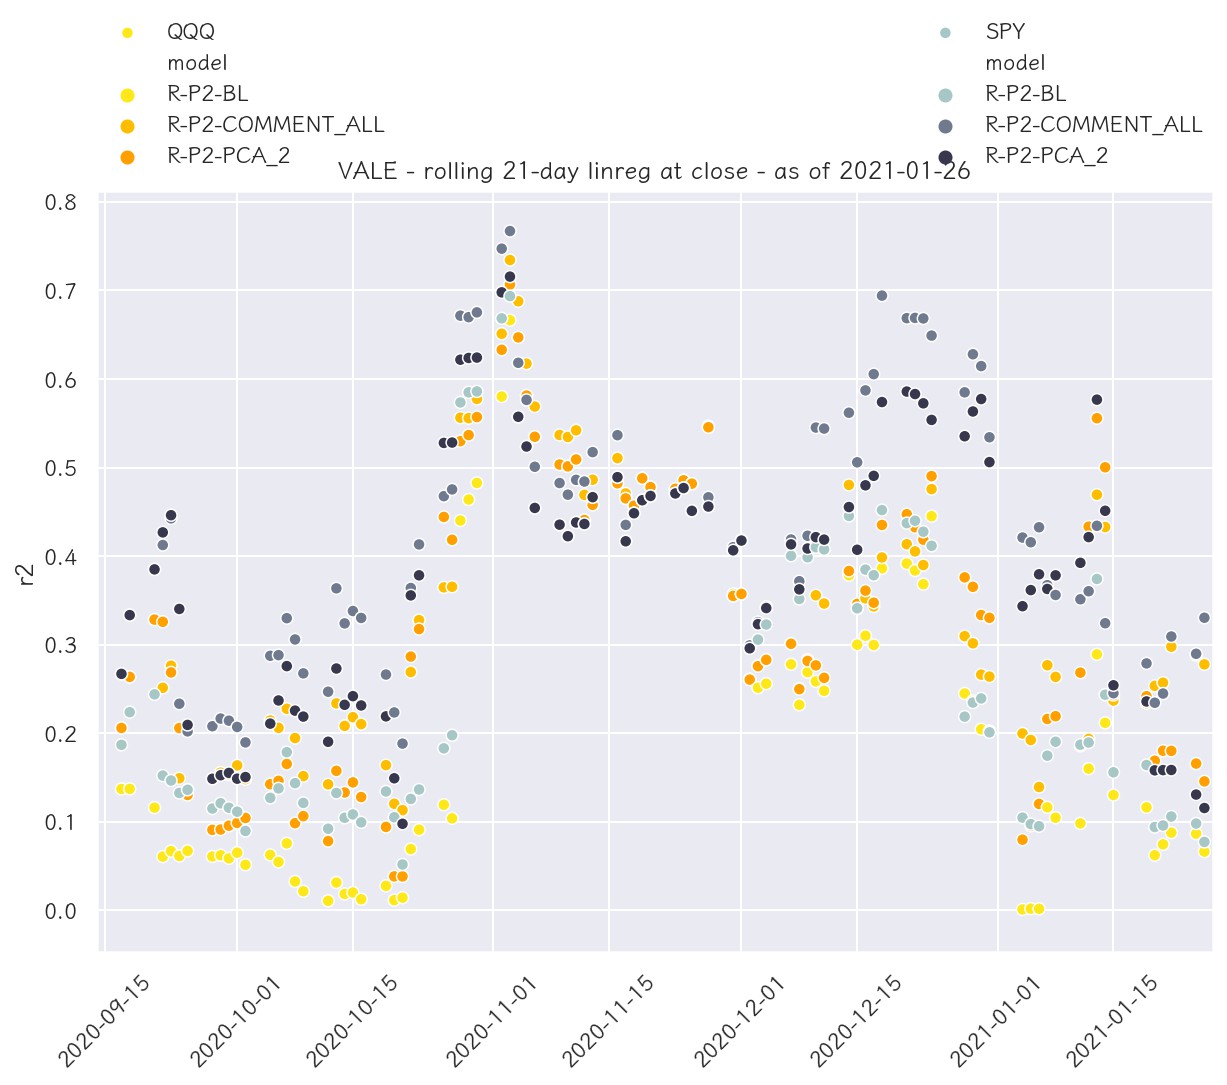 QQQ
model
R-P2-BL
R-P2-COMMENT_ALL
R-P2-PCA_2
SPY
model
R-P2-BL
R-P2-COMMENT_ALL
R-P2-PCA_2
VALE - rolling 21-day linreg at close - as of 2021-01-26
0.8
0.7
0.6
0.5
0.4
0.3
0.2
0.1
0.0
r2
2020-09-15
2020-10-01
2020-10-15
2020-11-01
2020-11-15
2020-12-01
2020-12-15
2021-01-01
2021-01-15